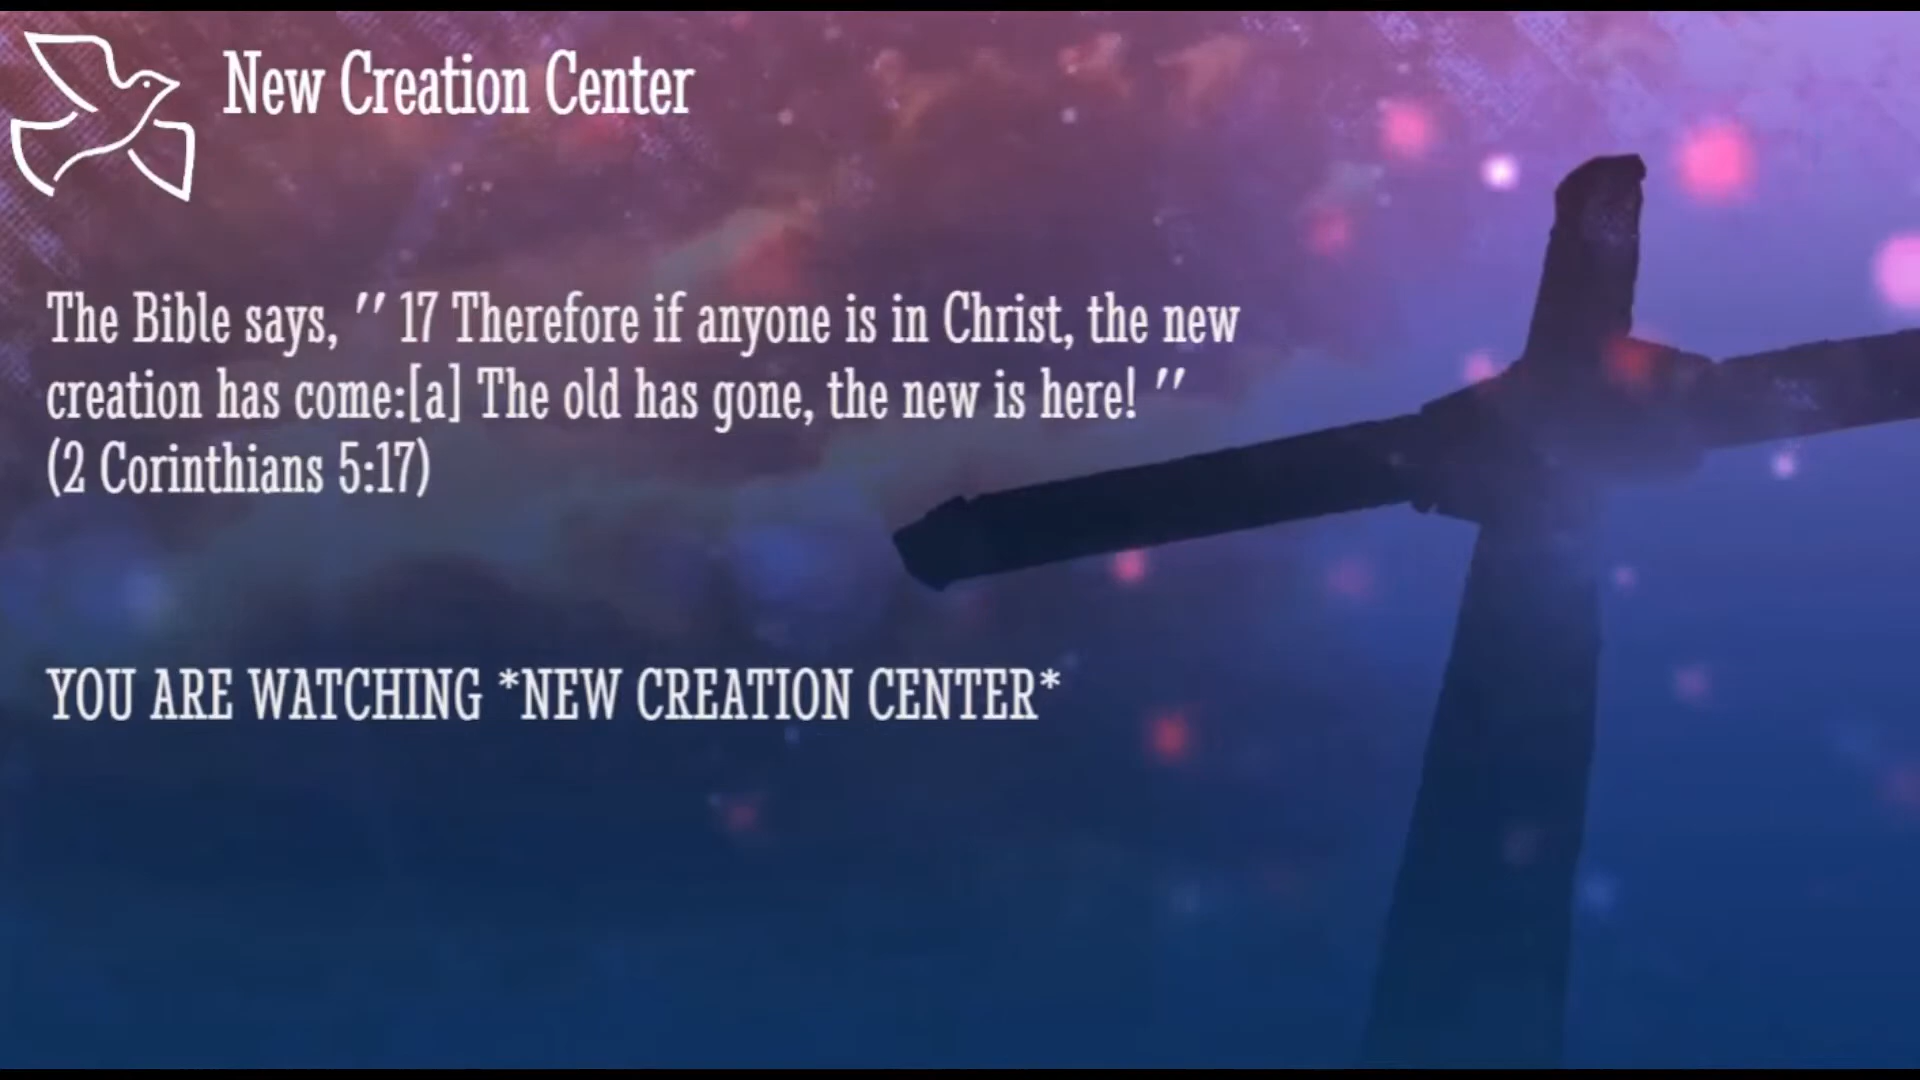 New Creation Center
The Bible says, " 17 Therefore if anyone is in Christ, the new
creation has come:[a] The old has gone, the new is here! "
(2 Corinthians 5:17)
YOU ARE WATCHING *NEW CREATION CENTER*